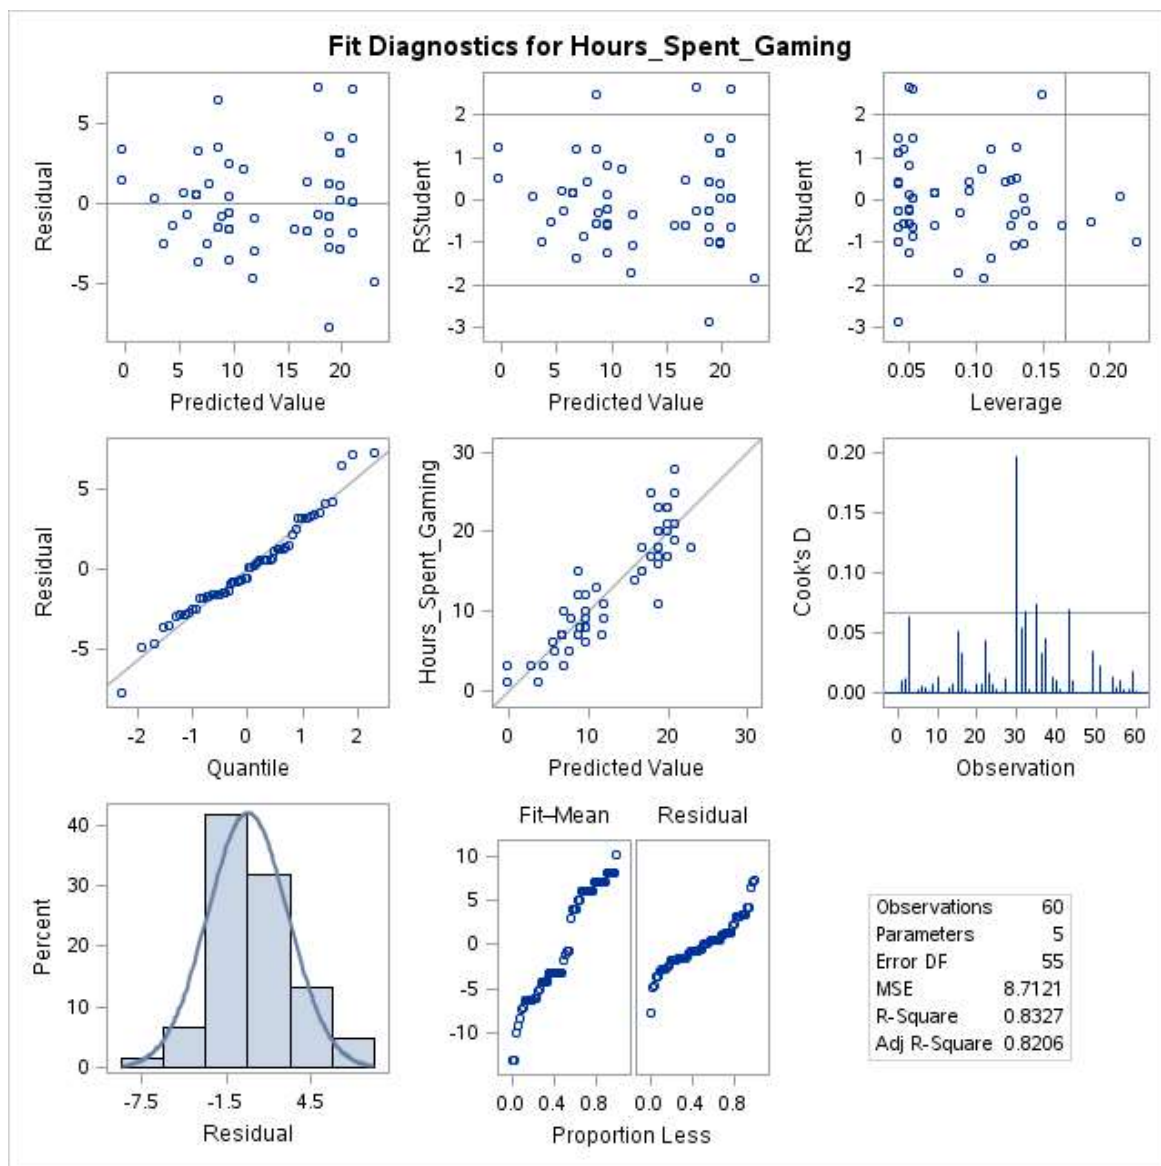 Fit Diagnostics for Hours_Spent_Gaming
Residual
5
0
-5
0 5 10 15 20
Predicted Value
RStudent
2
1
0
-1
-2
-3
0 5 10 15 20
Predicted Value
RStudent
2
1
0
-1
-2
-3
0.05 0.10 0.15 0.20
Leverage
Residual
5
0
-5
-2 -1 0 1 2
Quantile
Hours_Spent_Gaming
30
20
10
0
0 10 20 30
Predicted Value
Cook's D
0.20
0.15
0.10
0.05
0.00
0 10 20 30 40 50 60
Observation
Percent
40
30
20
10
0
-7.5 -1.5 4.5
Residual
Fit–Mean Residual
10
5
0
-5
-10
0.0 0.4 0.8 0.0 0.4 0.8
Proportion Less
Observations 60
Parameters 5
Error DF 55
MSE 8.7121
R-Square 0.8327
Adj R-Square 0.8206